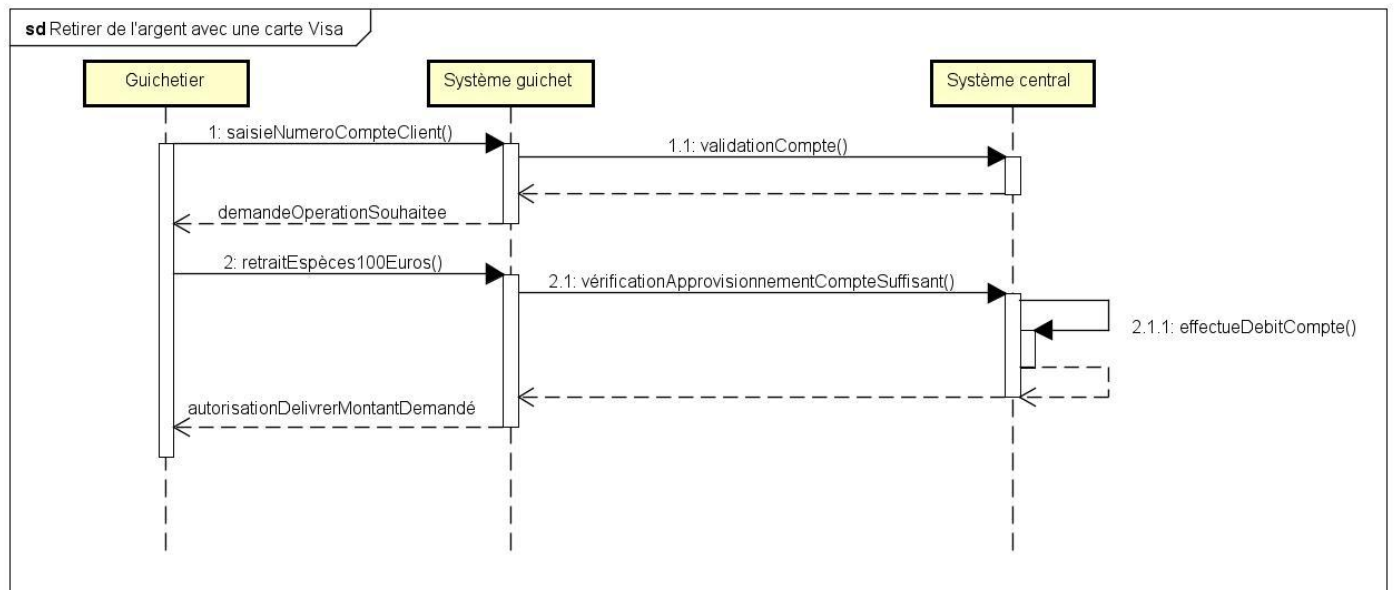 sd Retirer de l'argent avec une carte Visa
Guichetier
Système guichet
Système central
1: saisieNumeroCompteClient()
1.1: validationCompte()
demandeOperationSouhaitee
2: retraitEspèces100Euros()
2.1: vérificationApprovisionnementCompteSuffisant()
2.1.1: effectueDebitCompte()
autorisationDelivrerMontantDemandé